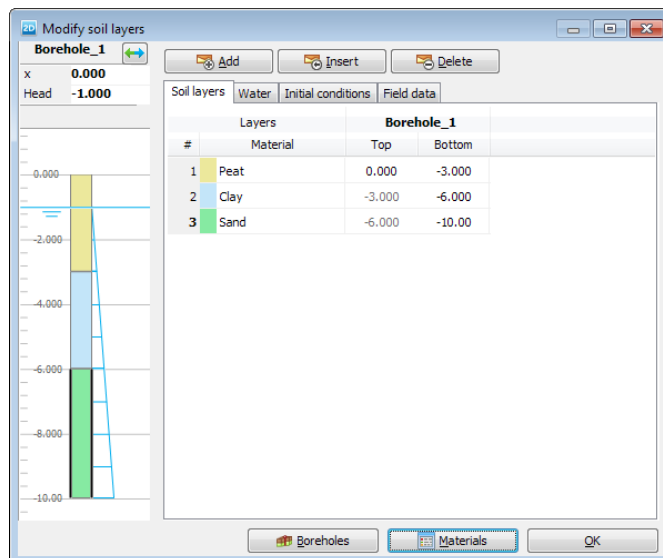 2D Modify soil layers
Borehole_1
x 0.000
Head -1.000
Add Insert Delete
Soil layers Water Initial conditions Field data
Layers Borehole_1
# Material Top Bottom
1 Peat 0.000 -3.000
2 Clay -3.000 -6.000
3 Sand -6.000 -10.00
0.000
-2.000
-4.000
-6.000
-8.000
-10.00
Boreholes Materials OK